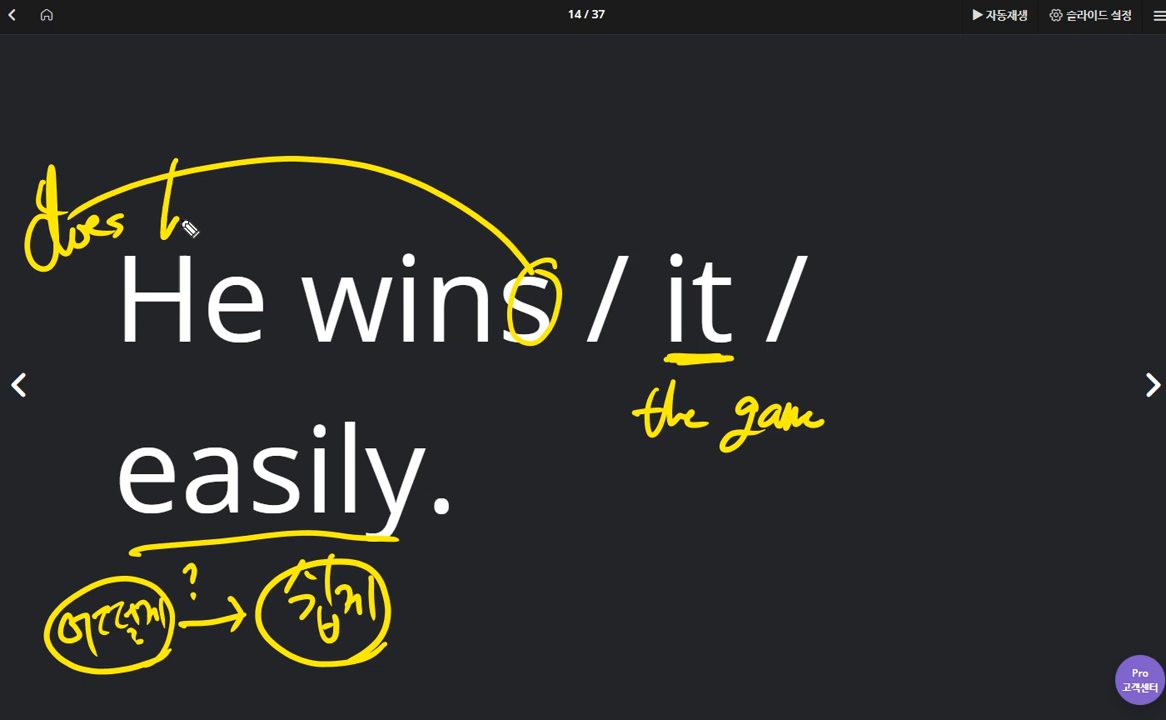 14 / 37
▶ 자동재생
슬라이드 설정
does h
He wins / it /
the game
easily.
?
어떻게 → 쉽게
Pro
고객센터